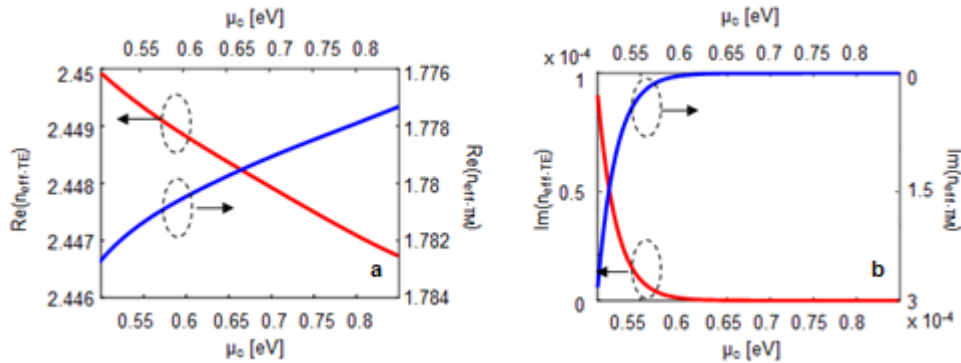 μc [eV]
0.55 0.6 0.65 0.7 0.75 0.8
2.45
2.449
2.448
2.447
2.446
Re(neff-TE)
1.776
1.778
1.78
1.782
1.784
Re(neff-TM)
a
0.55 0.6 0.65 0.7 0.75 0.8
μc [eV]
μc [eV]
x 10-4
0.55 0.6 0.65 0.7 0.75 0.8
1
0.5
0
Im(neff-TE)
0
1.5
3
Im(neff-TM)
b
x 10-4
0.55 0.6 0.65 0.7 0.75 0.8
μc [eV]